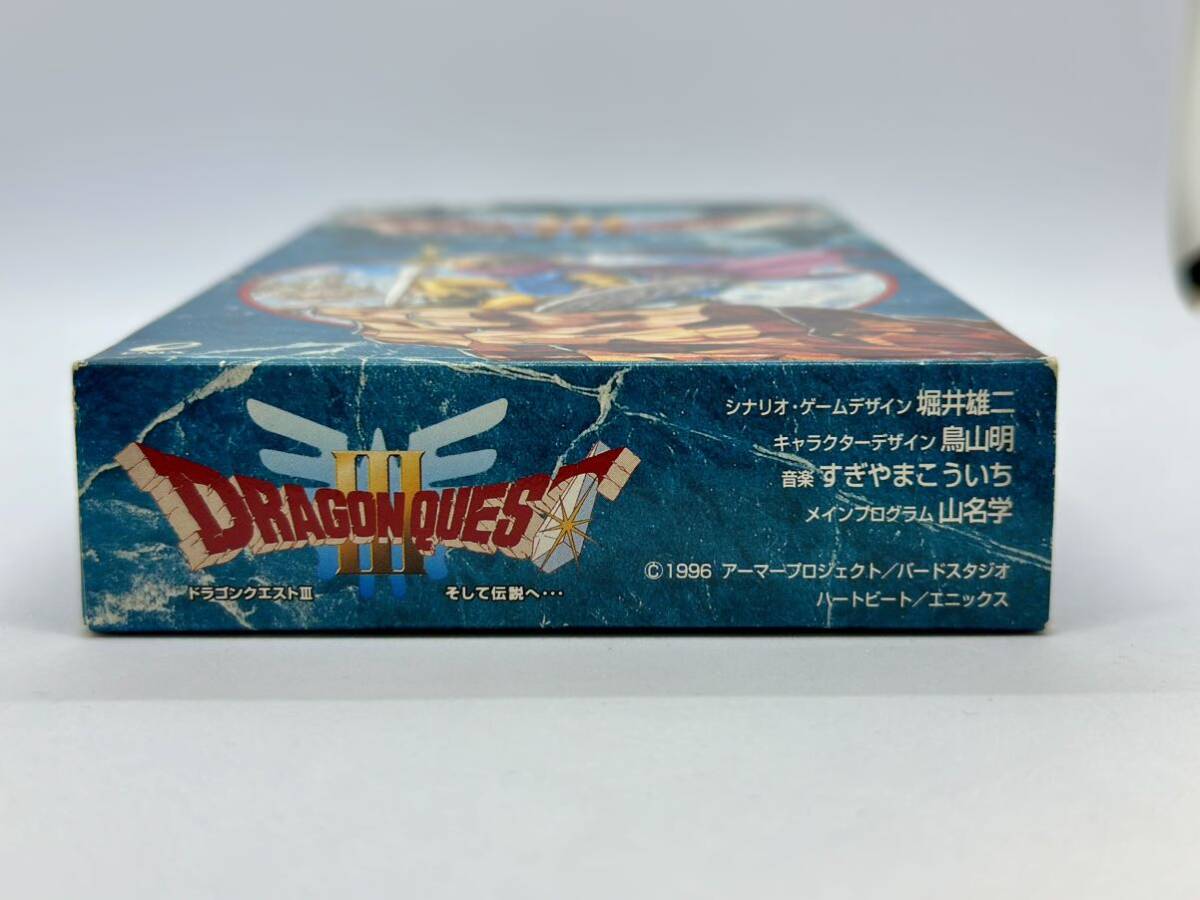 III
DRAGON QUEST
ドラゴンクエストIII
そして伝説へ・・・
シナリオ・ゲームデザイン 堀井雄二
キャラクターデザイン 鳥山明
音楽 すぎやまこういち
メインプログラム 山名学
©1996 アーマープロジェクト/バードスタジオ
ハートビート/エニックス